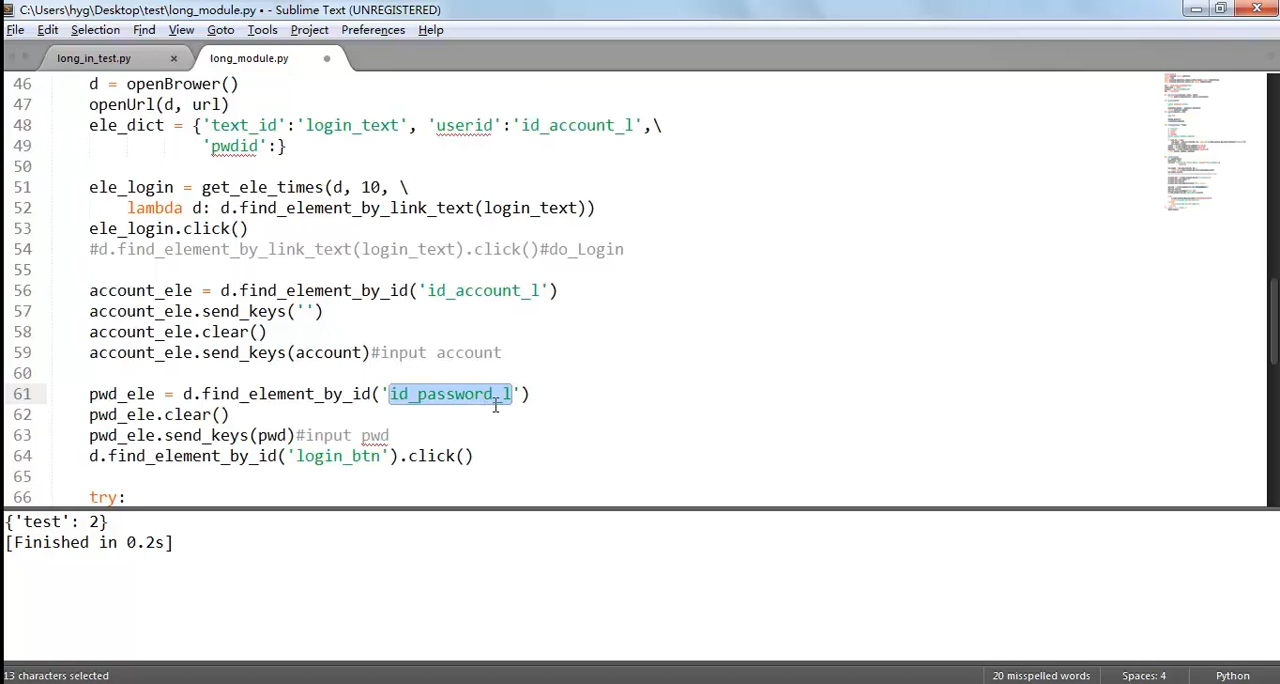 C:\Users\hyg\Desktop\test\long_module.py • - Sublime Text (UNREGISTERED)
File Edit Selection Find View Goto Tools Project Preferences Help
long_in_test.py × long_module.py
46 d = openBrower()
47 openUrl(d, url)
48 ele_dict = {'text_id':'login_text', 'userid':'id_account_l',\
49 'pwdid':}
50
51 ele_login = get_ele_times(d, 10, \
52 lambda d: d.find_element_by_link_text(login_text))
53 ele_login.click()
54 #d.find_element_by_link_text(login_text).click()#do_Login
55
56 account_ele = d.find_element_by_id('id_account_l')
57 account_ele.send_keys('')
58 account_ele.clear()
59 account_ele.send_keys(account)#input account
60
61 pwd_ele = d.find_element_by_id('id_password_l')
62 pwd_ele.clear()
63 pwd_ele.send_keys(pwd)#input pwd
64 d.find_element_by_id('login_btn').click()
65
66 try:
{'test': 2}
[Finished in 0.2s]
13 characters selected 20 misspelled words Spaces: 4 Python